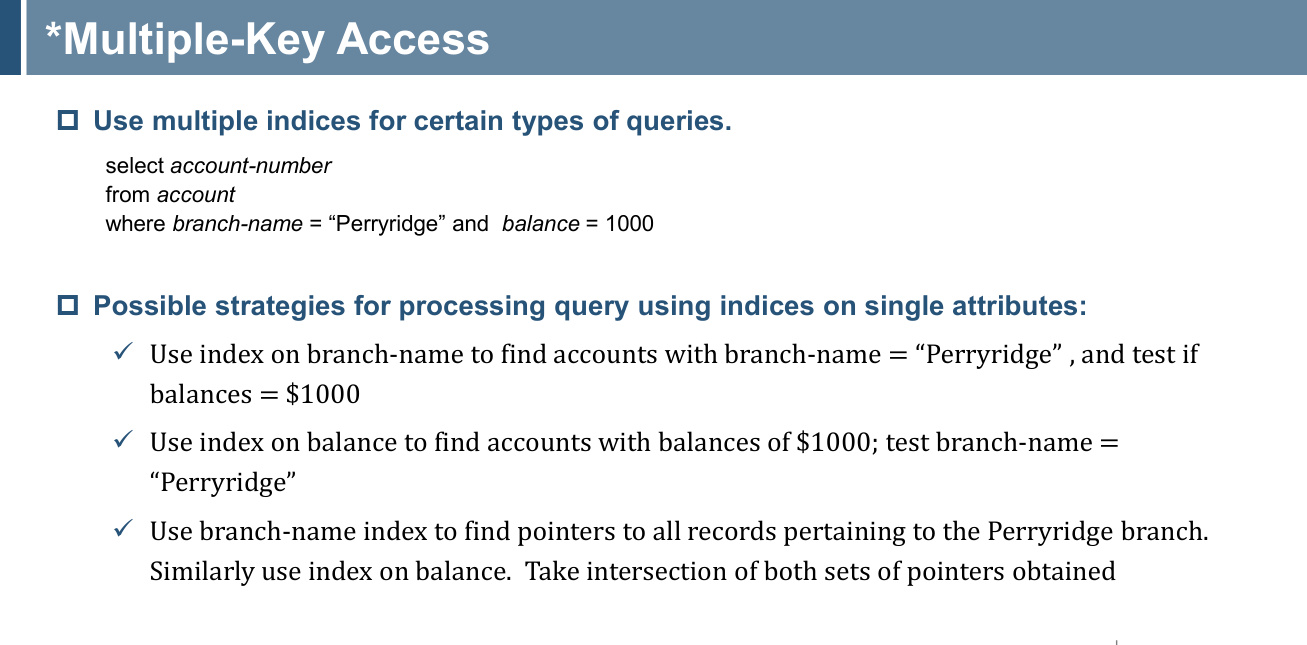 *Multiple-Key Access
Use multiple indices for certain types of queries.
select account-number
from account
where branch-name = “Perryridge” and  balance = 1000
Possible strategies for processing query using indices on single attributes:
Use index on branch-name to find accounts with branch-name = “Perryridge” , and test if
balances = $1000
Use index on balance to find accounts with balances of $1000; test branch-name =
“Perryridge”
Use branch-name index to find pointers to all records pertaining to the Perryridge branch.
Similarly use index on balance.  Take intersection of both sets of pointers obtained